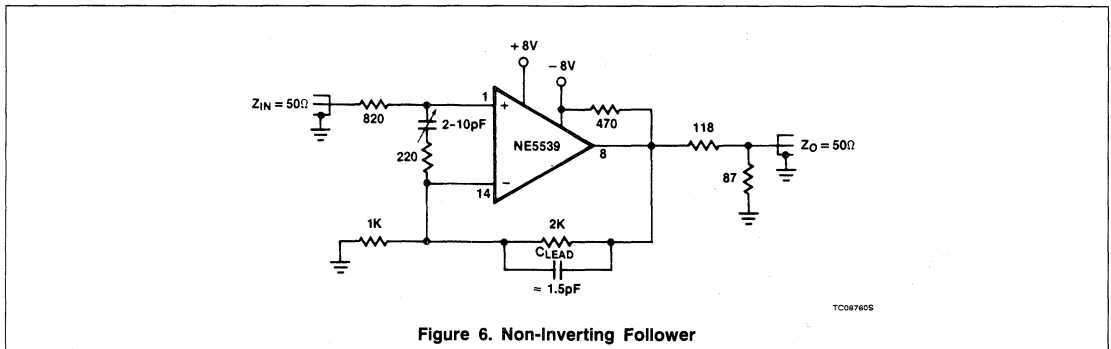 + 8V
− 8V
Z_IN = 50Ω
820
1
+
2–10pF
470
118
220
NE5539
8
Z_O = 50Ω
87
14
−
1K
2K
C_LEAD
≈ 1.5pF
TC08760S
Figure 6. Non-Inverting Follower